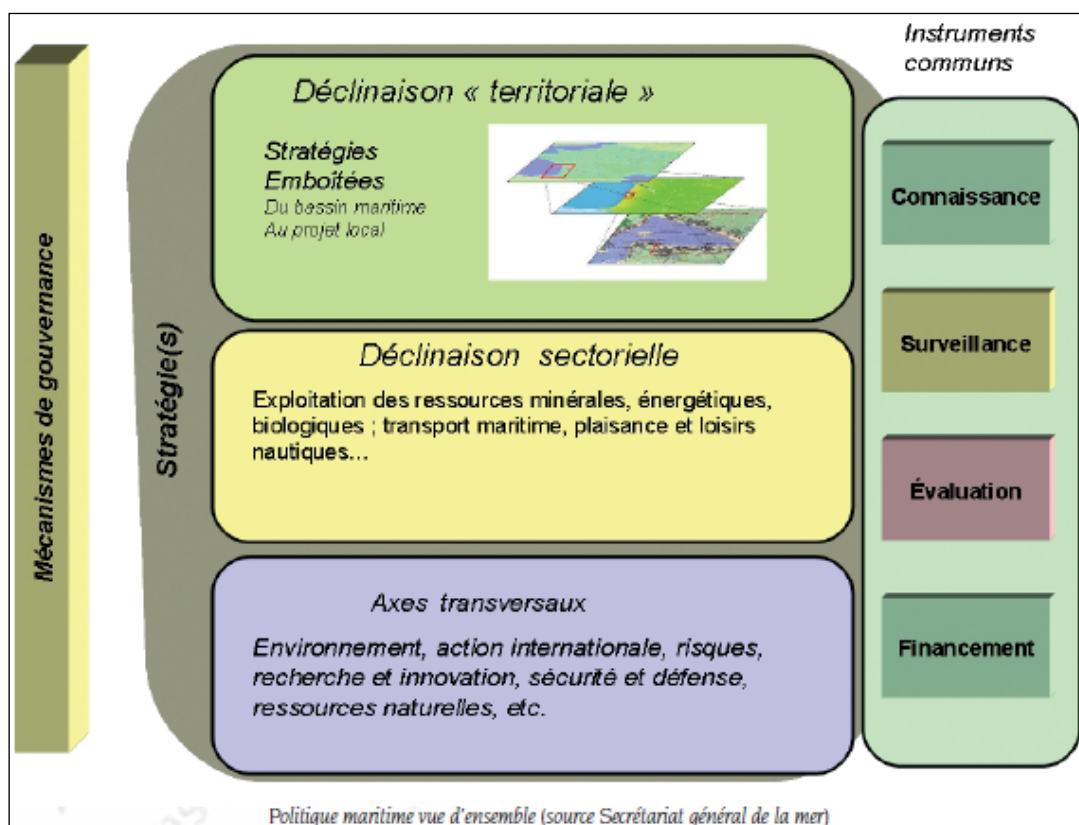 Mécanismes de gouvernance
Stratégie(s)
Déclinaison « territoriale »
Stratégies
Emboîtées
Du bassin maritime
Au projet local
Déclinaison sectorielle
Exploitation des ressources minérales, énergétiques,
biologiques ; transport maritime, plaisance et loisirs
nautiques...
Axes transversaux
Environnement, action internationale, risques,
recherche et innovation, sécurité et défense,
ressources naturelles, etc.
Instruments
communs
Connaissance
Surveillance
Évaluation
Financement
Politique maritime vue d'ensemble (source Secrétariat général de la mer)